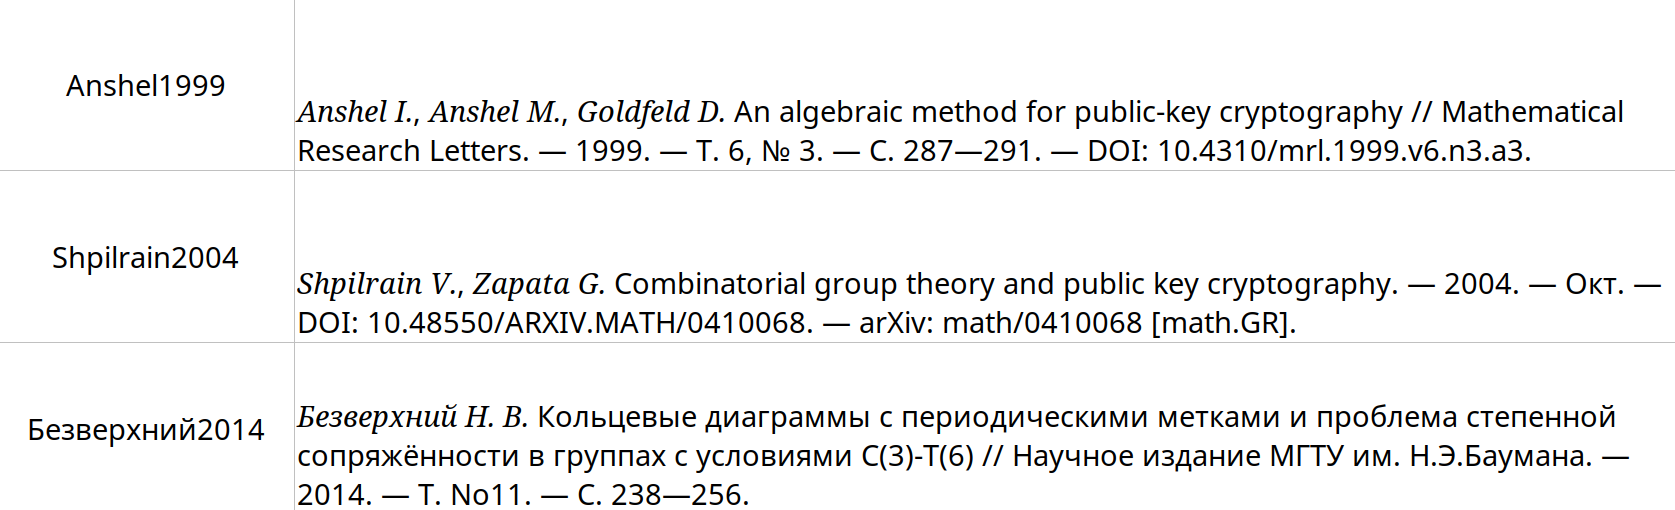 Anshel1999
Anshel I., Anshel M., Goldfeld D. An algebraic method for public-key cryptography // Mathematical
Research Letters. — 1999. — Т. 6, № 3. — С. 287—291. — DOI: 10.4310/mrl.1999.v6.n3.a3.
Shpilrain2004
Shpilrain V., Zapata G. Combinatorial group theory and public key cryptography. — 2004. — Окт. —
DOI: 10.48550/ARXIV.MATH/0410068. — arXiv: math/0410068 [math.GR].
Безверхний2014
Безверхний Н. В. Кольцевые диаграммы с периодическими метками и проблема степенной
сопряжённости в группах с условиями C(3)-T(6) // Научное издание МГТУ им. Н.Э.Баумана. —
2014. — Т. No11. — С. 238—256.